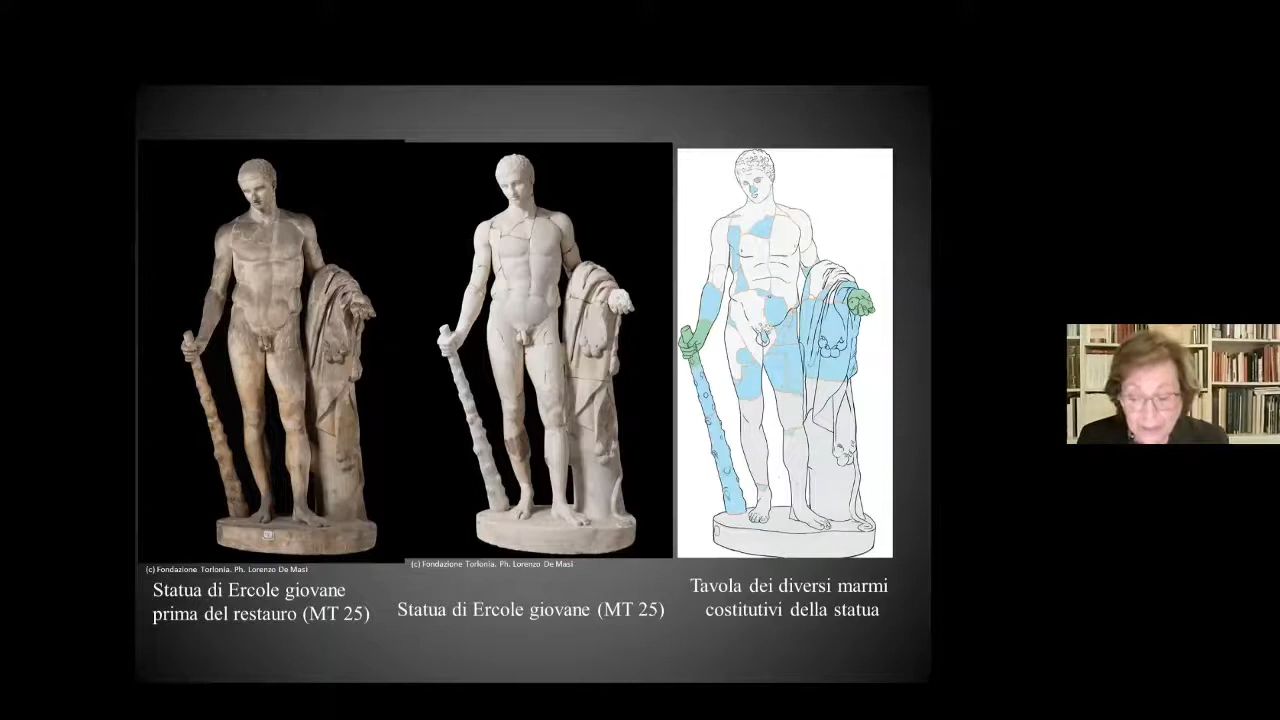 (c) Fondazione Torlonia. Ph. Lorenzo De Masi
Statua di Ercole giovane
prima del restauro (MT 25)
(c) Fondazione Torlonia. Ph. Lorenzo De Masi
Statua di Ercole giovane (MT 25)
Tavola dei diversi marmi
costitutivi della statua